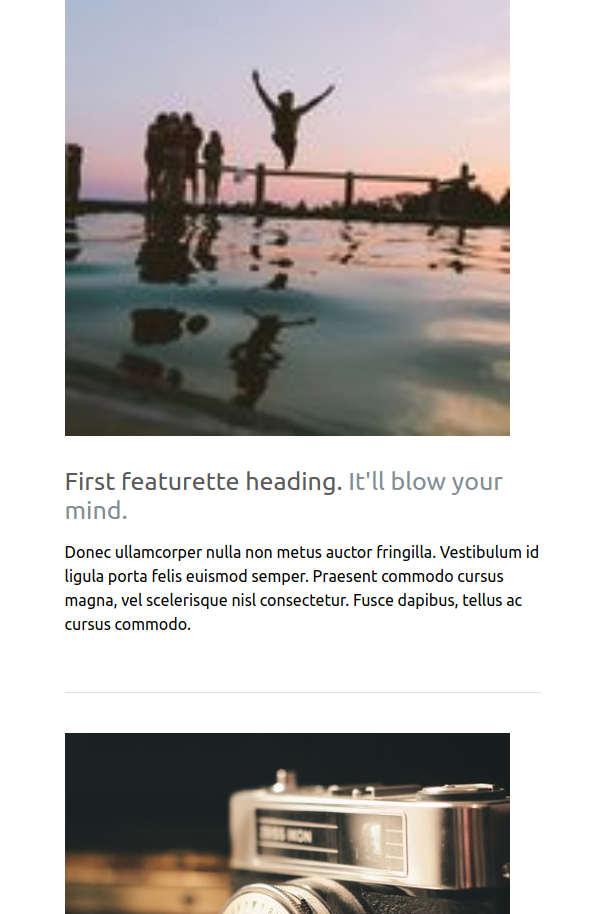 First featurette heading. It'll blow your
mind.
Donec ullamcorper nulla non metus auctor fringilla. Vestibulum id
ligula porta felis euismod semper. Praesent commodo cursus
magna, vel scelerisque nisl consectetur. Fusce dapibus, tellus ac
cursus commodo.